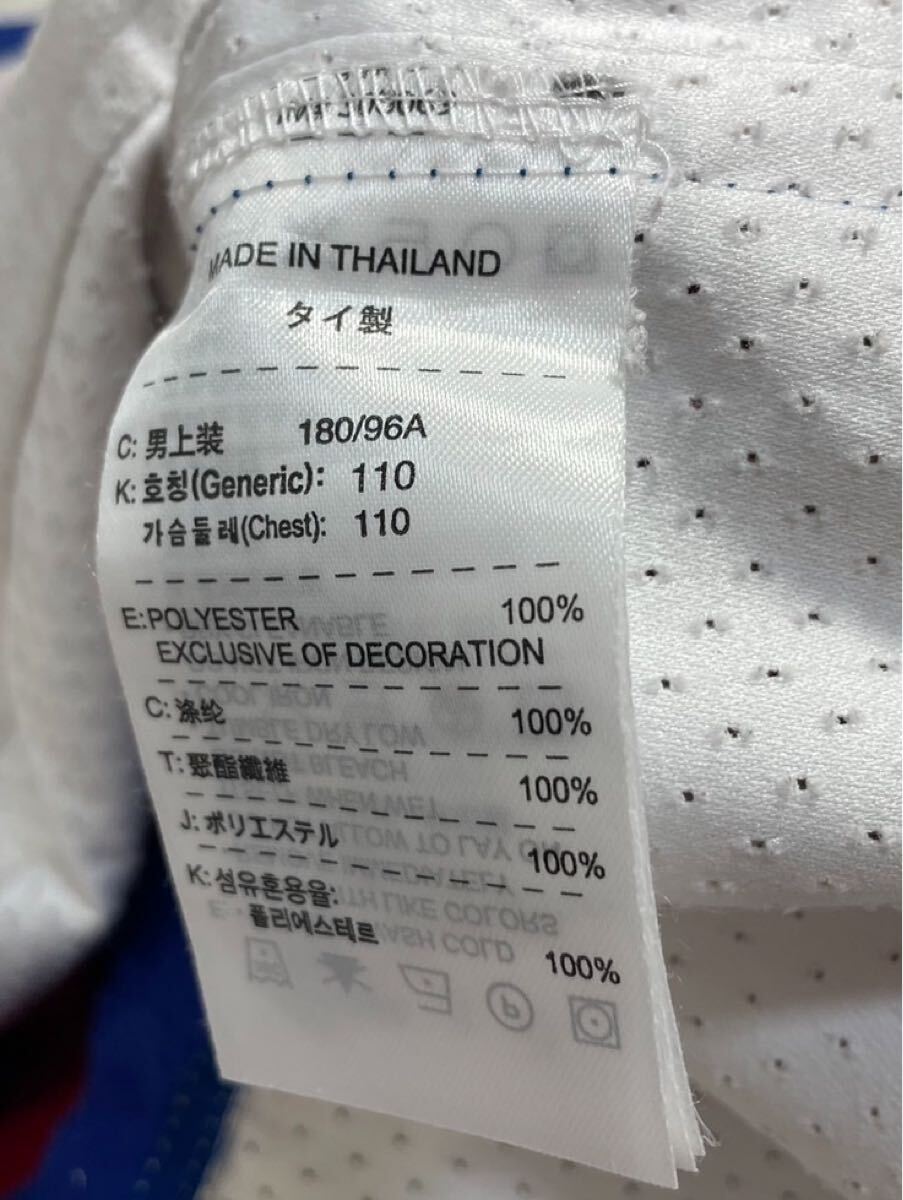 MADE IN THAILAND
タイ製
C: 男上装 180/96A
K: 호칭(Generic): 110
가슴둘레(Chest): 110
E:POLYESTER 100%
EXCLUSIVE OF DECORATION
C: 涤纶 100%
T: 聚酯纖維 100%
J: ポリエステル 100%
K: 섬유혼용율:
폴리에스테르 100%